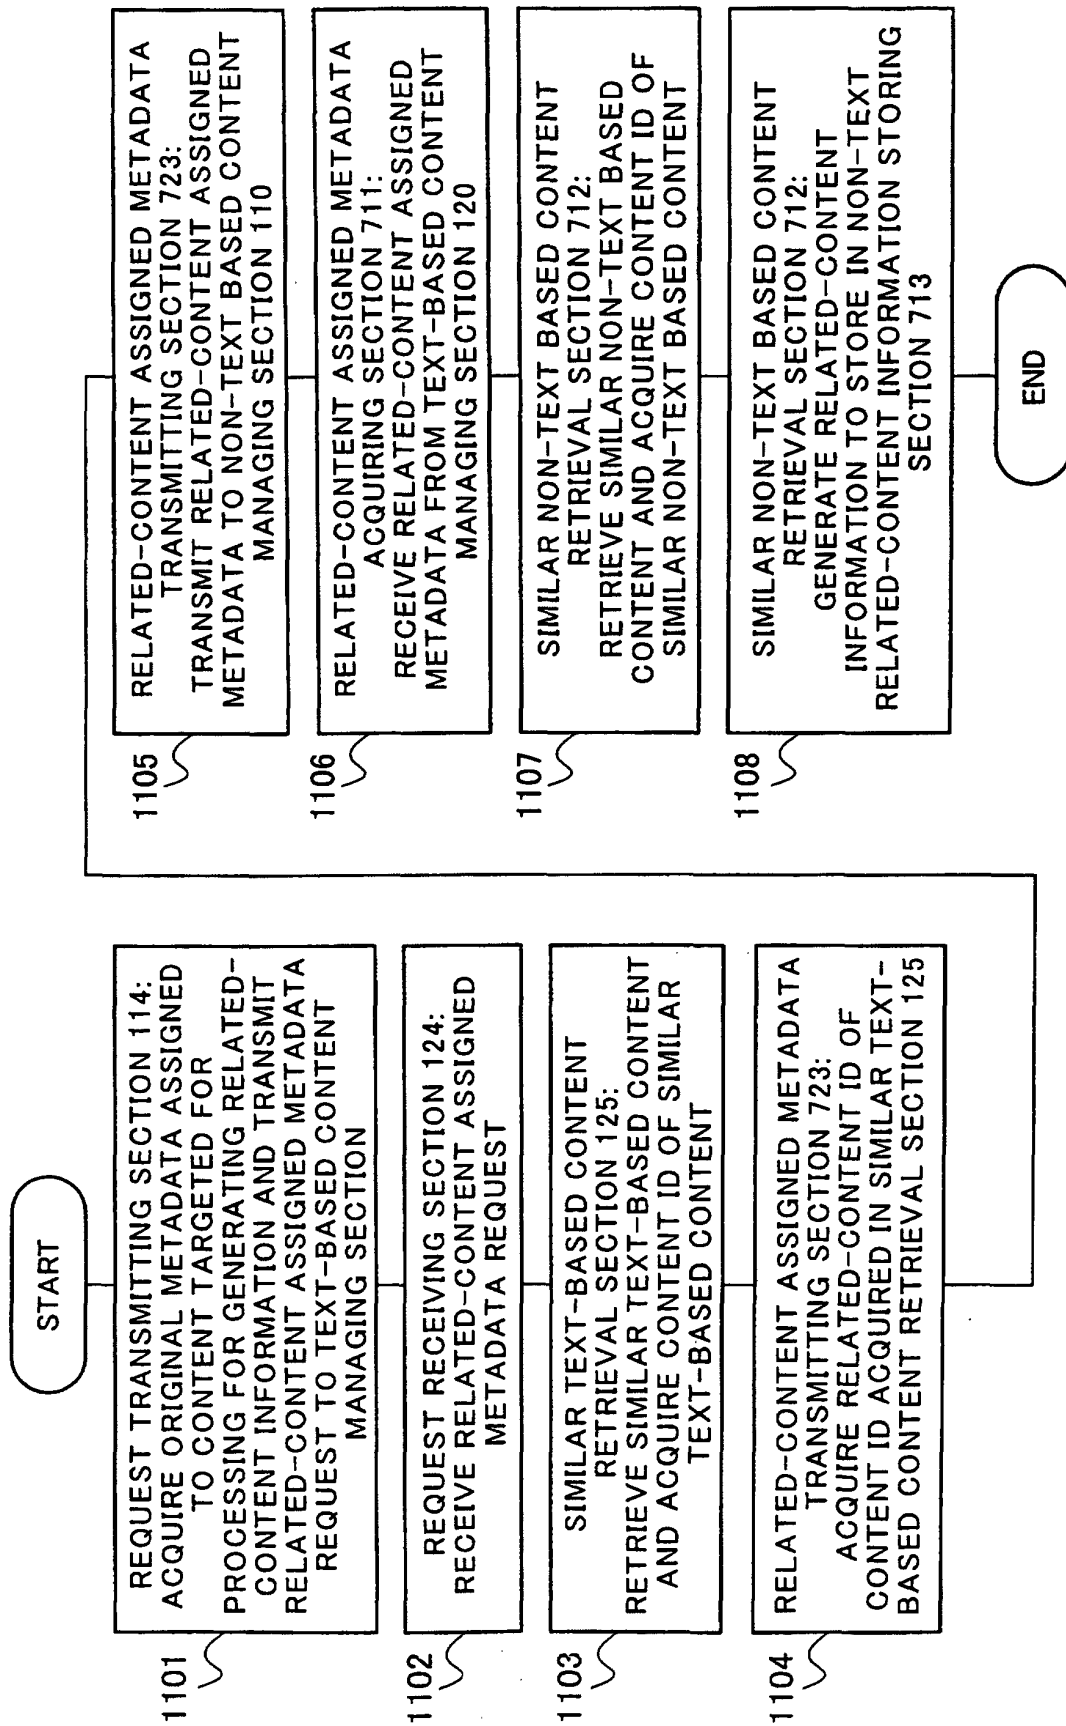 START
1101
REQUEST TRANSMITTING SECTION 114:
ACQUIRE ORIGINAL METADATA ASSIGNED
TO CONTENT TARGETED FOR
PROCESSING FOR GENERATING RELATED-
CONTENT INFORMATION AND TRANSMIT
RELATED-CONTENT ASSIGNED METADATA
REQUEST TO TEXT-BASED CONTENT
MANAGING SECTION
1102
REQUEST RECEIVING SECTION 124:
RECEIVE RELATED-CONTENT ASSIGNED
METADATA REQUEST
1103
SIMILAR TEXT-BASED CONTENT
RETRIEVAL SECTION 125:
RETRIEVE SIMILAR TEXT-BASED CONTENT
AND ACQUIRE CONTENT ID OF SIMILAR
TEXT-BASED CONTENT
1104
RELATED-CONTENT ASSIGNED METADATA
TRANSMITTING SECTION 723:
ACQUIRE RELATED-CONTENT ID OF
CONTENT ID ACQUIRED IN SIMILAR TEXT-
BASED CONTENT RETRIEVAL SECTION 125
1105
RELATED-CONTENT ASSIGNED METADATA
TRANSMITTING SECTION 723:
TRANSMIT RELATED-CONTENT ASSIGNED
METADATA TO NON-TEXT BASED CONTENT
MANAGING SECTION 110
1106
RELATED-CONTENT ASSIGNED METADATA
ACQUIRING SECTION 711:
RECEIVE RELATED-CONTENT ASSIGNED
METADATA FROM TEXT-BASED CONTENT
MANAGING SECTION 120
1107
SIMILAR NON-TEXT BASED CONTENT
RETRIEVAL SECTION 712:
RETRIEVE SIMILAR NON-TEXT BASED
CONTENT AND ACQUIRE CONTENT ID OF
SIMILAR NON-TEXT BASED CONTENT
1108
SIMILAR NON-TEXT BASED CONTENT
RETRIEVAL SECTION 712:
GENERATE RELATED-CONTENT
INFORMATION TO STORE IN NON-TEXT
RELATED-CONTENT INFORMATION STORING
SECTION 713
END